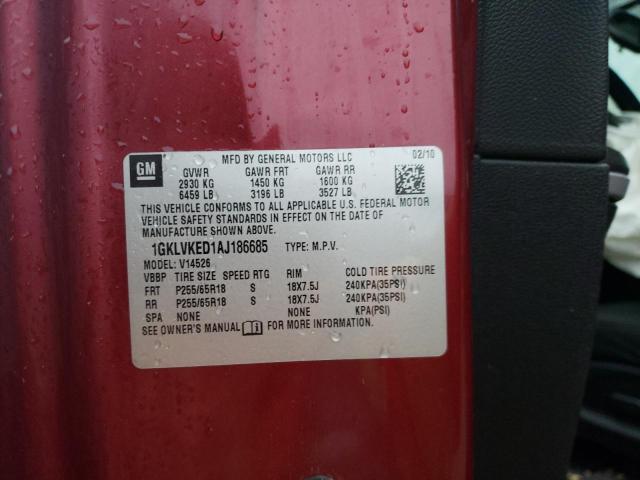 GM
MFD BY GENERAL MOTORS LLC 02/10
GVWR GAWR FRT GAWR RR
2930 KG 1450 KG 1600 KG
6459 LB 3196 LB 3527 LB
THIS VEHICLE CONFORMS TO ALL APPLICABLE U.S. FEDERAL MOTOR
VEHICLE SAFETY STANDARDS IN EFFECT ON THE DATE OF
MANUFACTURE SHOWN ABOVE.
1GKLVKED1AJ186685 TYPE: M.P.V.
MODEL: V14526
VBBP TIRE SIZE SPEED RTG RIM COLD TIRE PRESSURE
FRT P255/65R18 S 18X7.5J 240KPA(35PSI)
RR P255/65R18 S 18X7.5J 240KPA(35PSI)
SPA NONE NONE KPA(PSI)
SEE OWNER'S MANUAL FOR MORE INFORMATION.